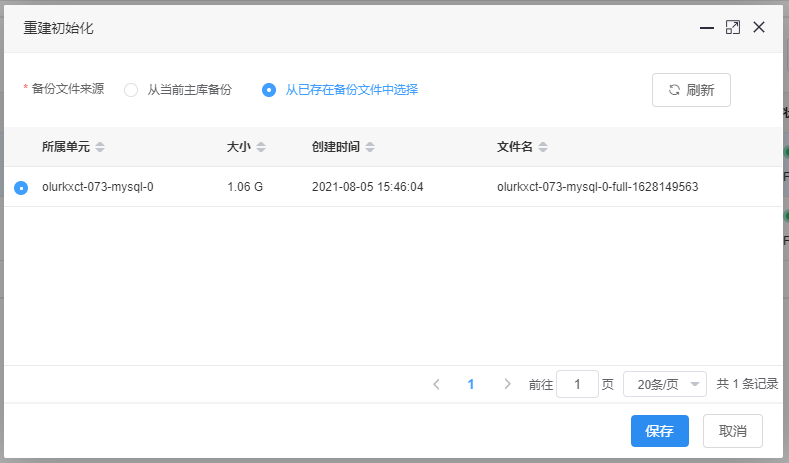 重建初始化
* 备份文件来源 从当前主库备份 从已存在备份文件中选择 刷新
所属单元 大小 创建时间 文件名
olurkxct-073-mysql-0 1.06 G 2021-08-05 15:46:04 olurkxct-073-mysql-0-full-1628149563
1 前往 1 页 20条/页 共 1 条记录
保存 取消